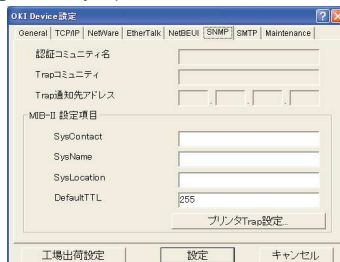 OKI Device設定
General TCP/IP NetWare EtherTalk NetBEUI SNMP SMTP Maintenance
認証コミュニティ名
Trapコミュニティ
Trap通知先アドレス . . .
MIB-II 設定項目
SysContact
SysName
SysLocation
DefaultTTL 255
プリンタTrap設定...
工場出荷設定 設定 キャンセル